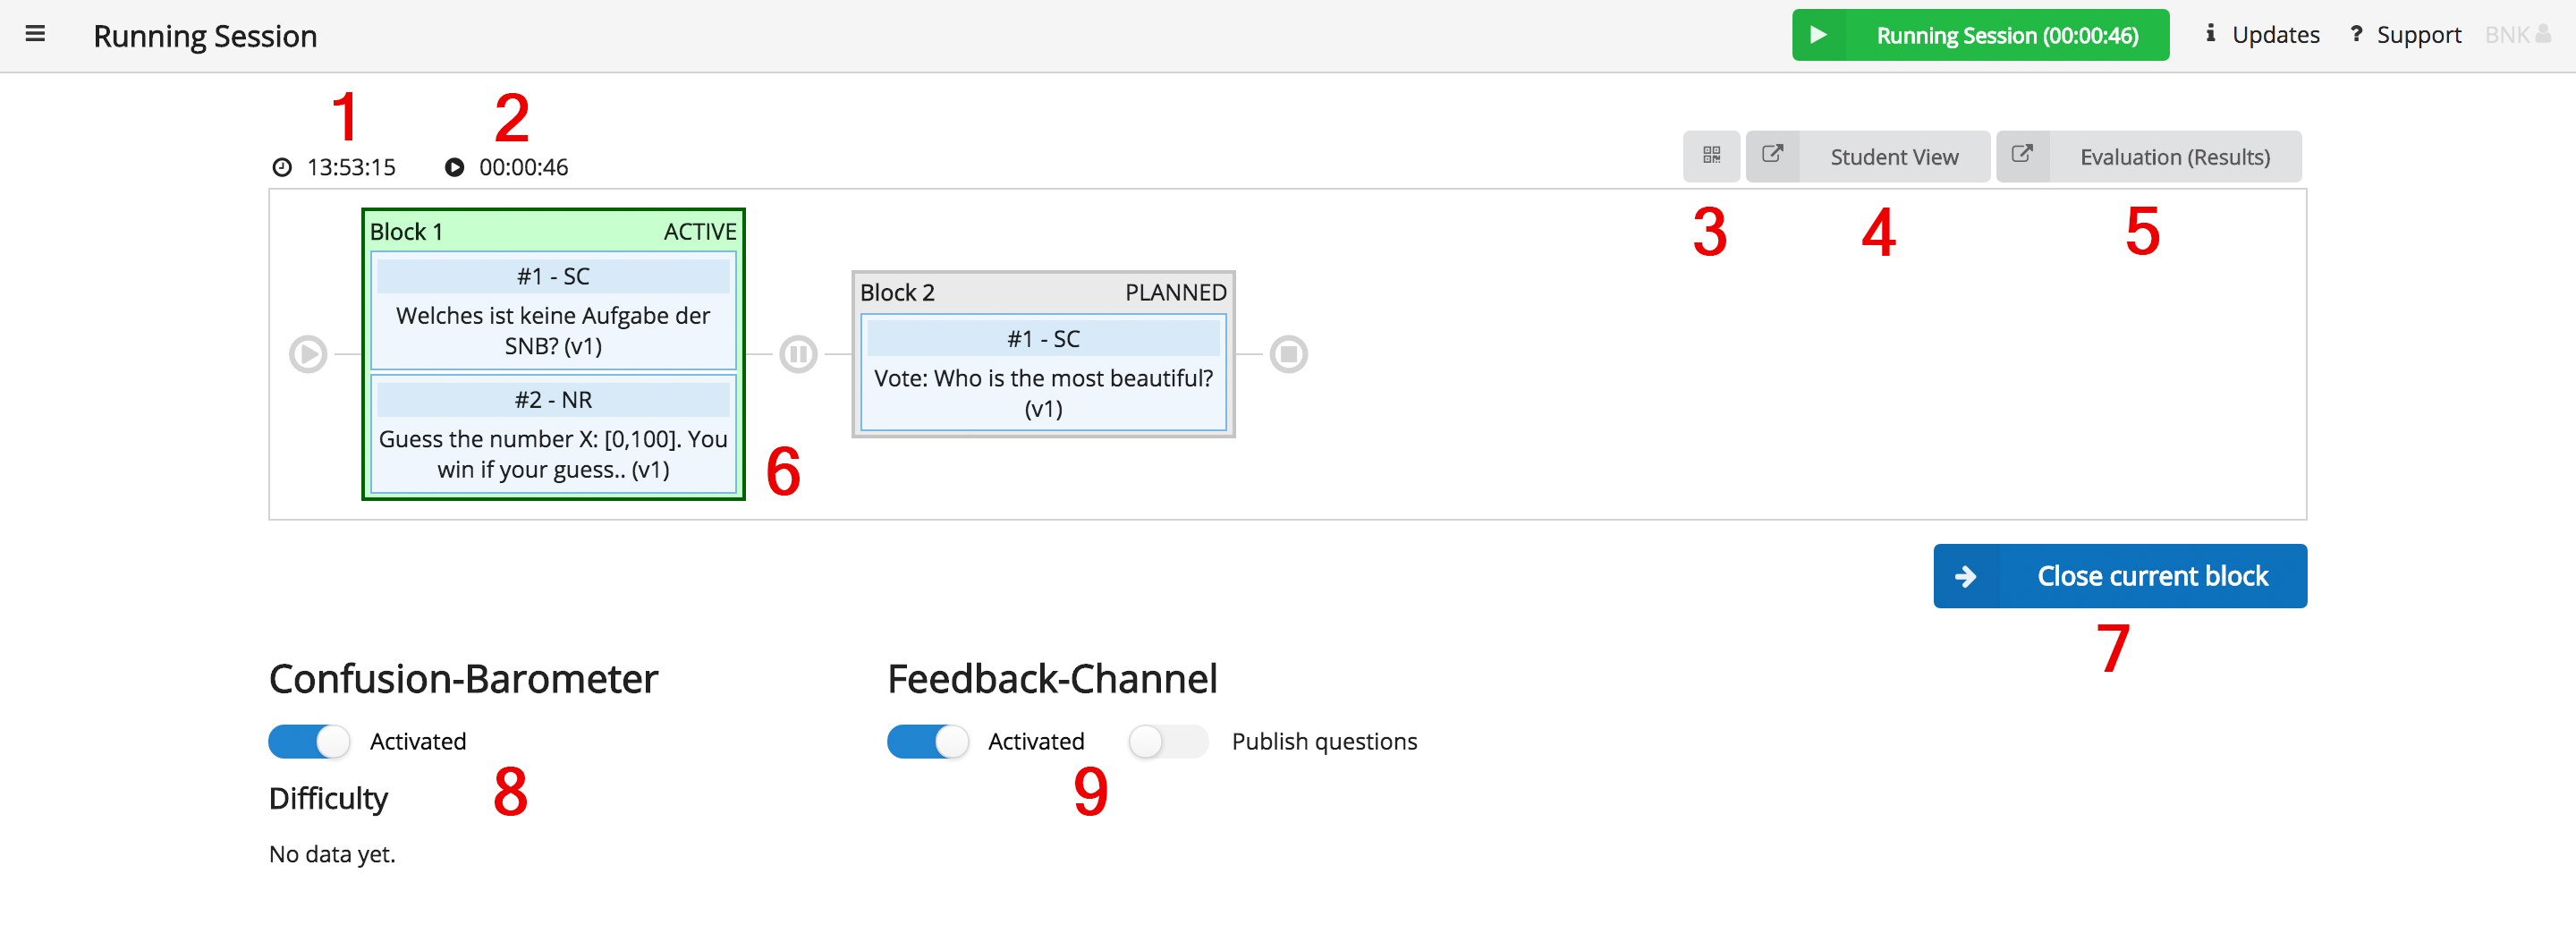 Running Session
Running Session (00:00:46)
Updates
Support
BNK
1
2
13:53:15
00:00:46
Student View
Evaluation (Results)
3
4
5
Block 1
ACTIVE
#1 - SC
Welches ist keine Aufgabe der
SNB? (v1)
#2 - NR
Guess the number X: [0,100]. You
win if your guess.. (v1)
6
Block 2
PLANNED
#1 - SC
Vote: Who is the most beautiful?
(v1)
Close current block
7
Confusion-Barometer
Activated
8
Difficulty
No data yet.
Feedback-Channel
Activated
Publish questions
9